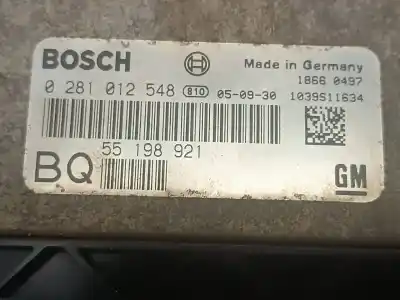 BOSCH Made in Germany
1866 0497
0 281 012 548 810 05-09-30 1039S11634
55 198 921
BQ GM